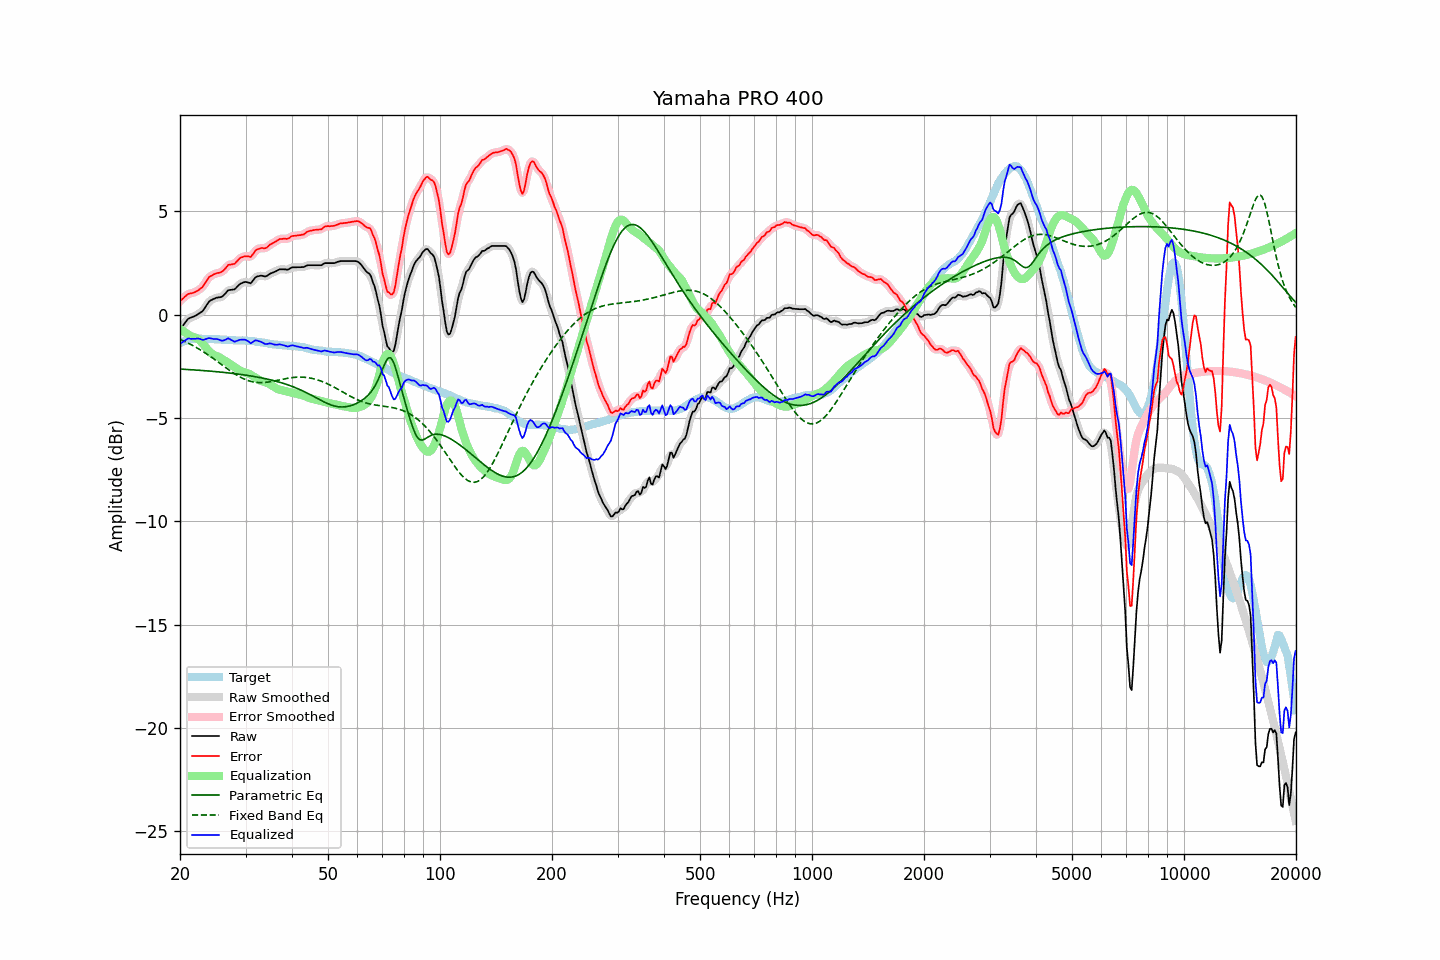 Yamaha PRO 400
Amplitude (dBr)
5
0
−5
−10
−15
−20
−25
Target
Raw Smoothed
Error Smoothed
Raw
Error
Equalization
Parametric Eq
Fixed Band Eq
Equalized
20 50 100 200 500 1000 2000 5000 10000 20000
Frequency (Hz)